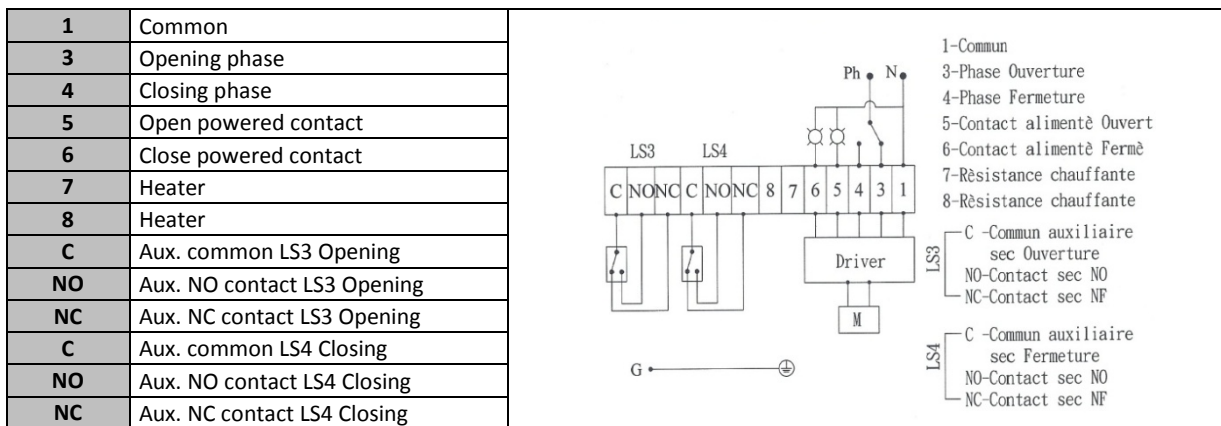 1 Common
3 Opening phase
4 Closing phase
5 Open powered contact
6 Close powered contact
7 Heater
8 Heater
C Aux. common LS3 Opening
NO Aux. NO contact LS3 Opening
NC Aux. NC contact LS3 Opening
C Aux. common LS4 Closing
NO Aux. NO contact LS4 Closing
NC Aux. NC contact LS4 Closing
Ph N
LS3 LS4
C NO NC C NO NC 8 7 6 5 4 3 1
Driver
M
G
1-Commun
3-Phase Ouverture
4-Phase Fermeture
5-Contact alimentè Ouvert
6-Contact alimentè Fermè
7-Rèsistance chauffante
8-Rèsistance chauffante
LS3
C -Commun auxiliaire
sec Ouverture
NO-Contact sec NO
NC-Contact sec NF
LS4
C -Commun auxiliaire
sec Fermeture
NO-Contact sec NO
NC-Contact sec NF